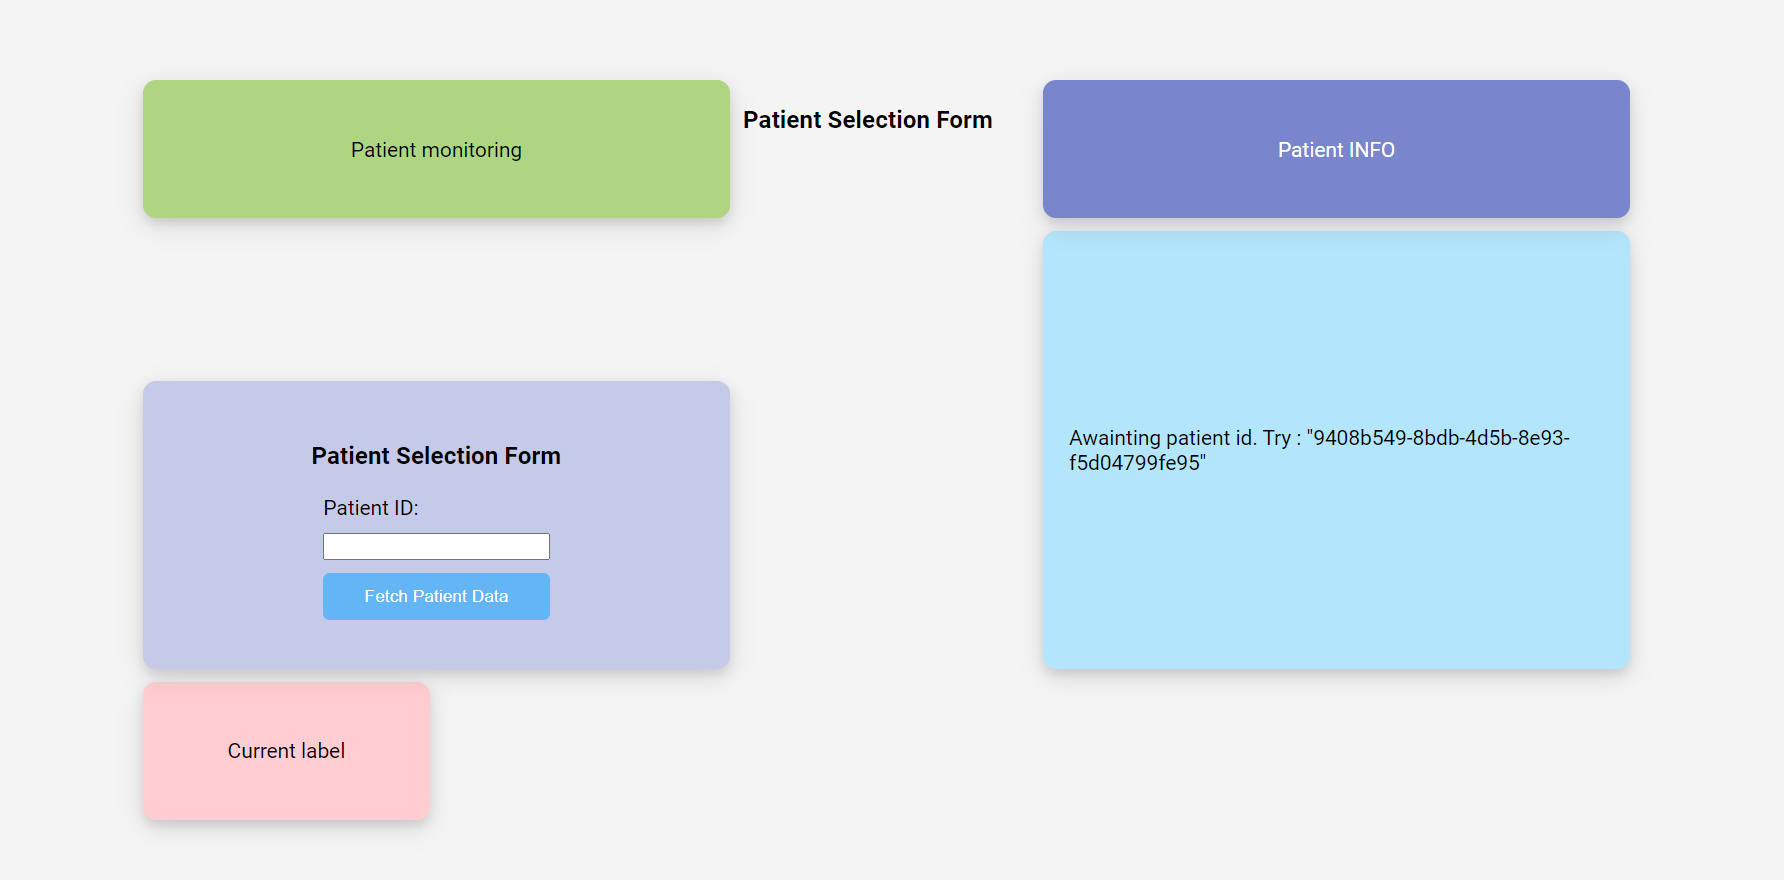 Patient monitoring
Patient Selection Form
Patient INFO
Awainting patient id. Try : "9408b549-8bdb-4d5b-8e93-
f5d04799fe95"
Patient Selection Form
Patient ID:
Fetch Patient Data
Current label